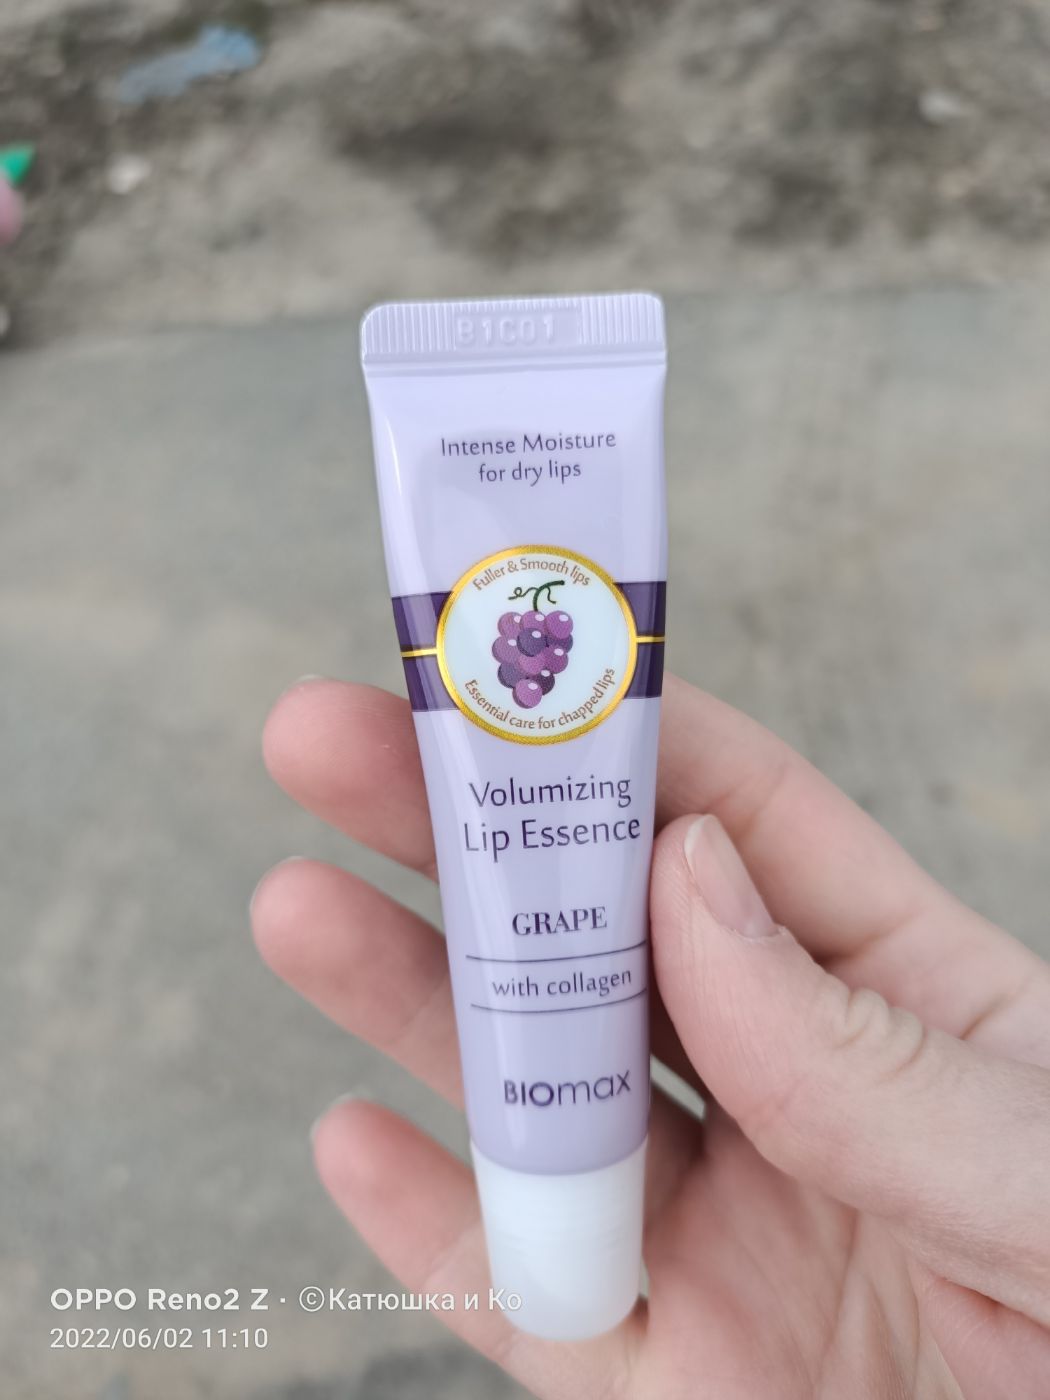 B1C01
Intense Moisture
for dry lips
Fuller & Smooth lips
Essential care for chapped lips
Volumizing
Lip Essence
GRAPE
with collagen
BIOmax
OPPO Reno2 Z · ©Катюшка и Ко
2022/06/02 11:10